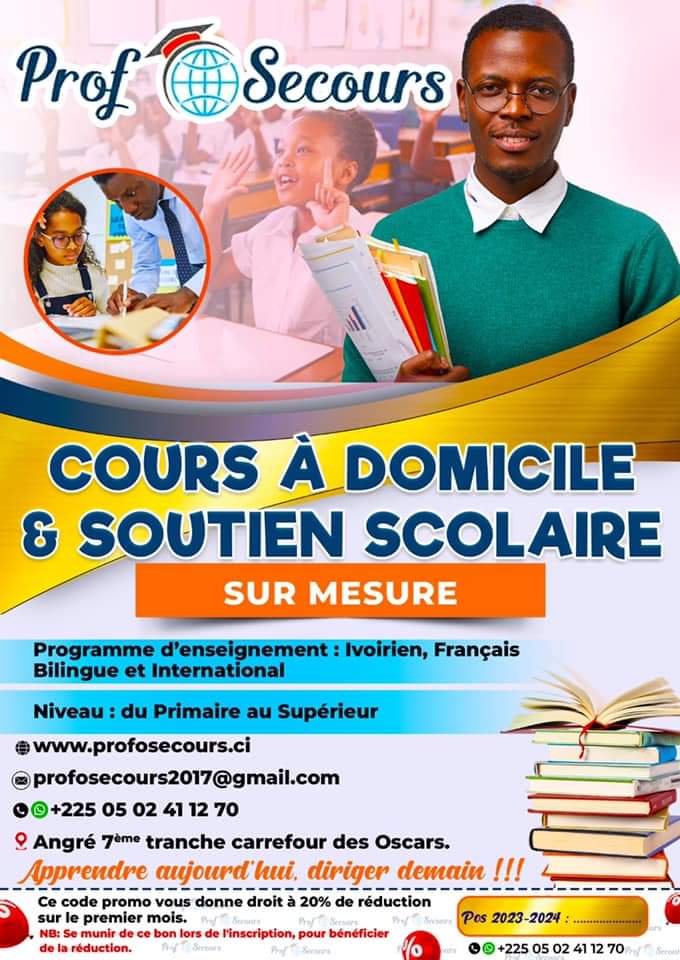 Prof Secours
COURS À DOMICILE
& SOUTIEN SCOLAIRE
SUR MESURE
Programme d'enseignement : Ivoirien, Français
Bilingue et International
Niveau : du Primaire au Supérieur
www.profosecours.ci
profosecours2017@gmail.com
+225 05 02 41 12 70
Angré 7ème tranche carrefour des Oscars.
Apprendre aujourd'hui, diriger demain !!!
Ce code promo vous donne droit à 20% de réduction
sur le premier mois.
NB: Se munir de ce bon lors de l'inscription, pour bénéficier
de la réduction.
Pos 2023-2024 : ......................
+225 05 02 41 12 70